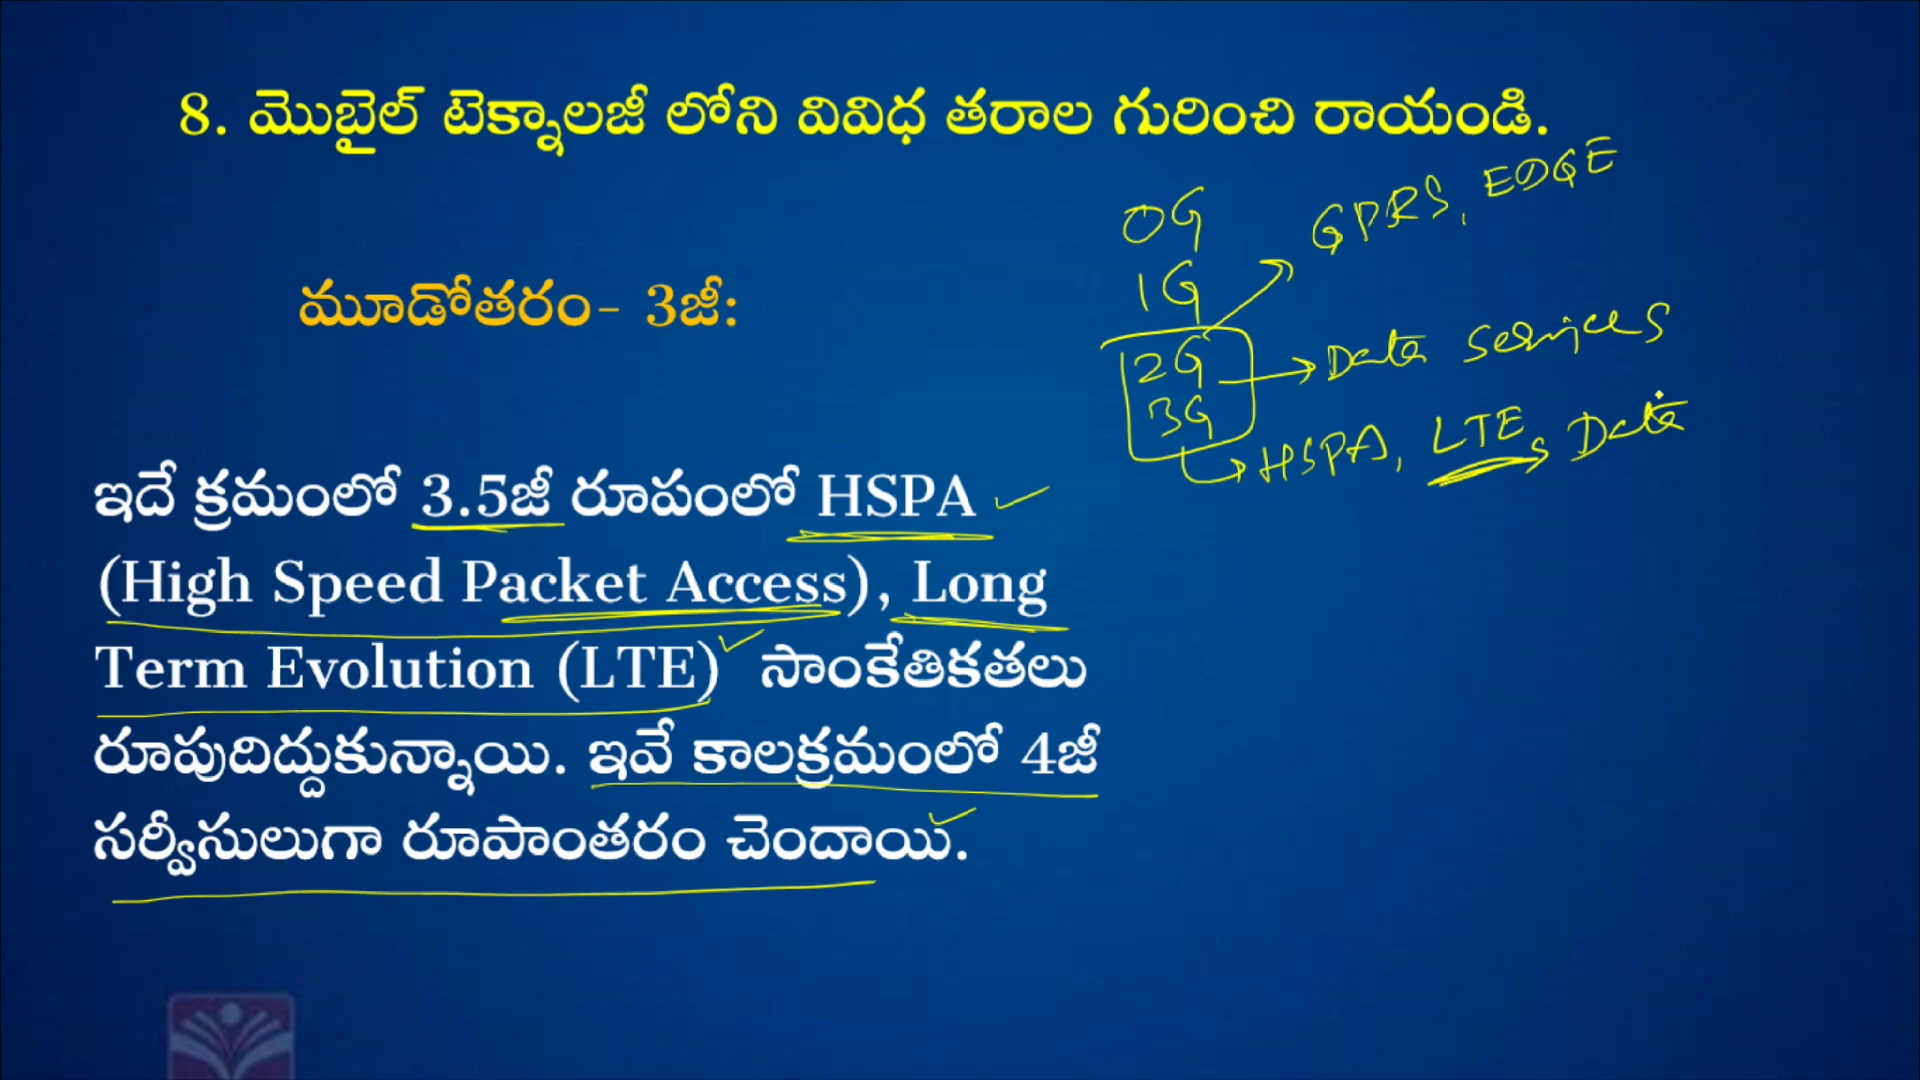 8. మొబైల్ టెక్నాలజీ లోని వివిధ తరాల గురించి రాయండి.
0G
GPRS, EDGE
1G
మూడోతరం- 3జీ:
2G
Data Services
3G
HSPA, LTE, Data
ఇదే క్రమంలో 3.5జీ రూపంలో HSPA
(High Speed Packet Access), Long
Term Evolution (LTE) సాంకేతికతలు
రూపుదిద్దుకున్నాయి. ఇవే కాలక్రమంలో 4జీ
సర్వీసులుగా రూపాంతరం చెందాయి.